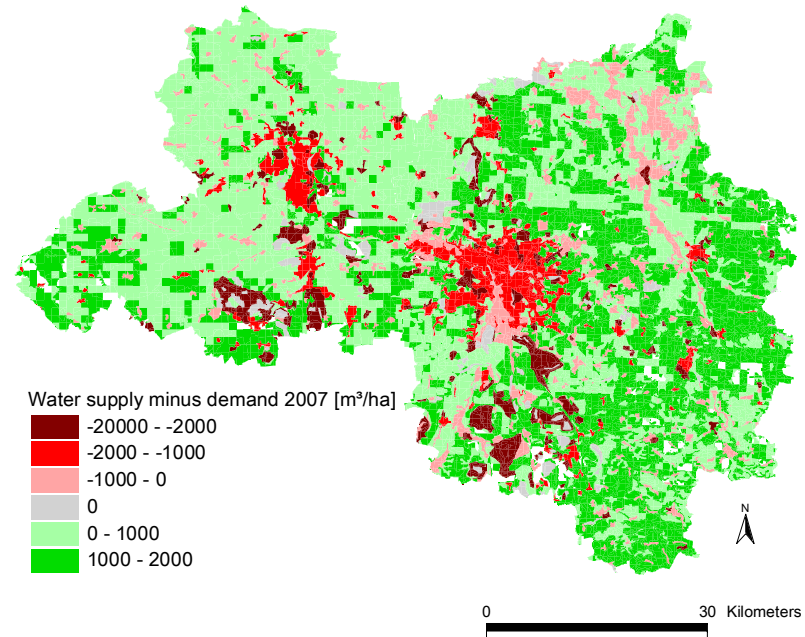 Water supply minus demand 2007 [m³/ha]
-20000 - -2000
-2000 - -1000
-1000 - 0
0
0 - 1000
1000 - 2000
N
0 30 Kilometers